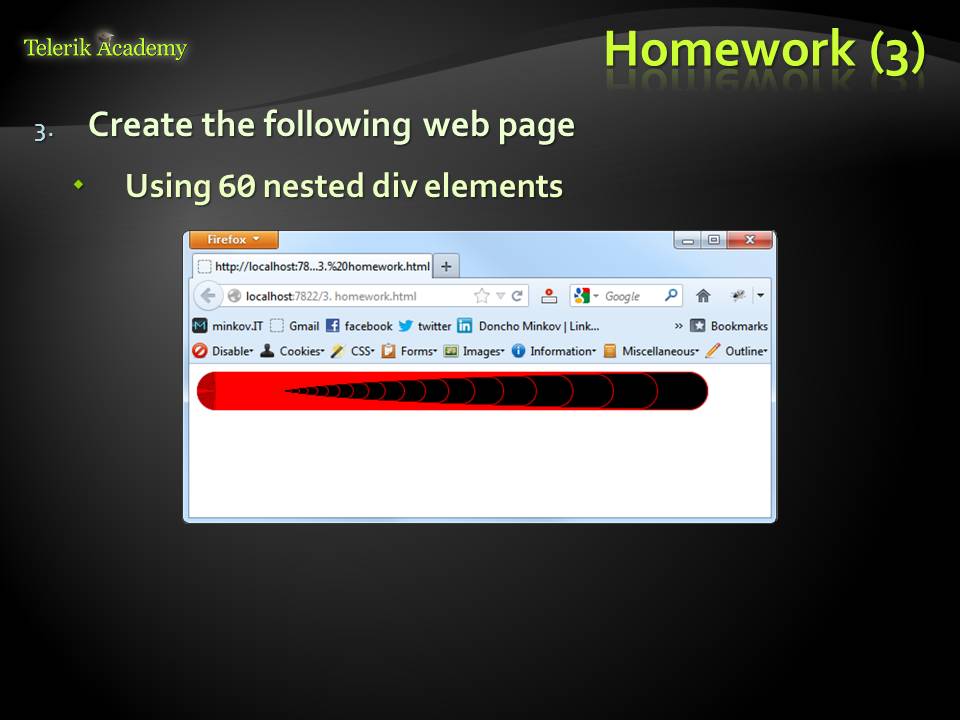 Telerik Academy
Homework (3)
3. Create the following web page
Using 60 nested div elements
Firefox
http://localhost:78...3.%20homework.html
localhost:7822/3. homework.html
Google
minkov.IT Gmail facebook twitter Doncho Minkov | Link... » Bookmarks
Disable Cookies CSS Forms Images Information Miscellaneous Outline